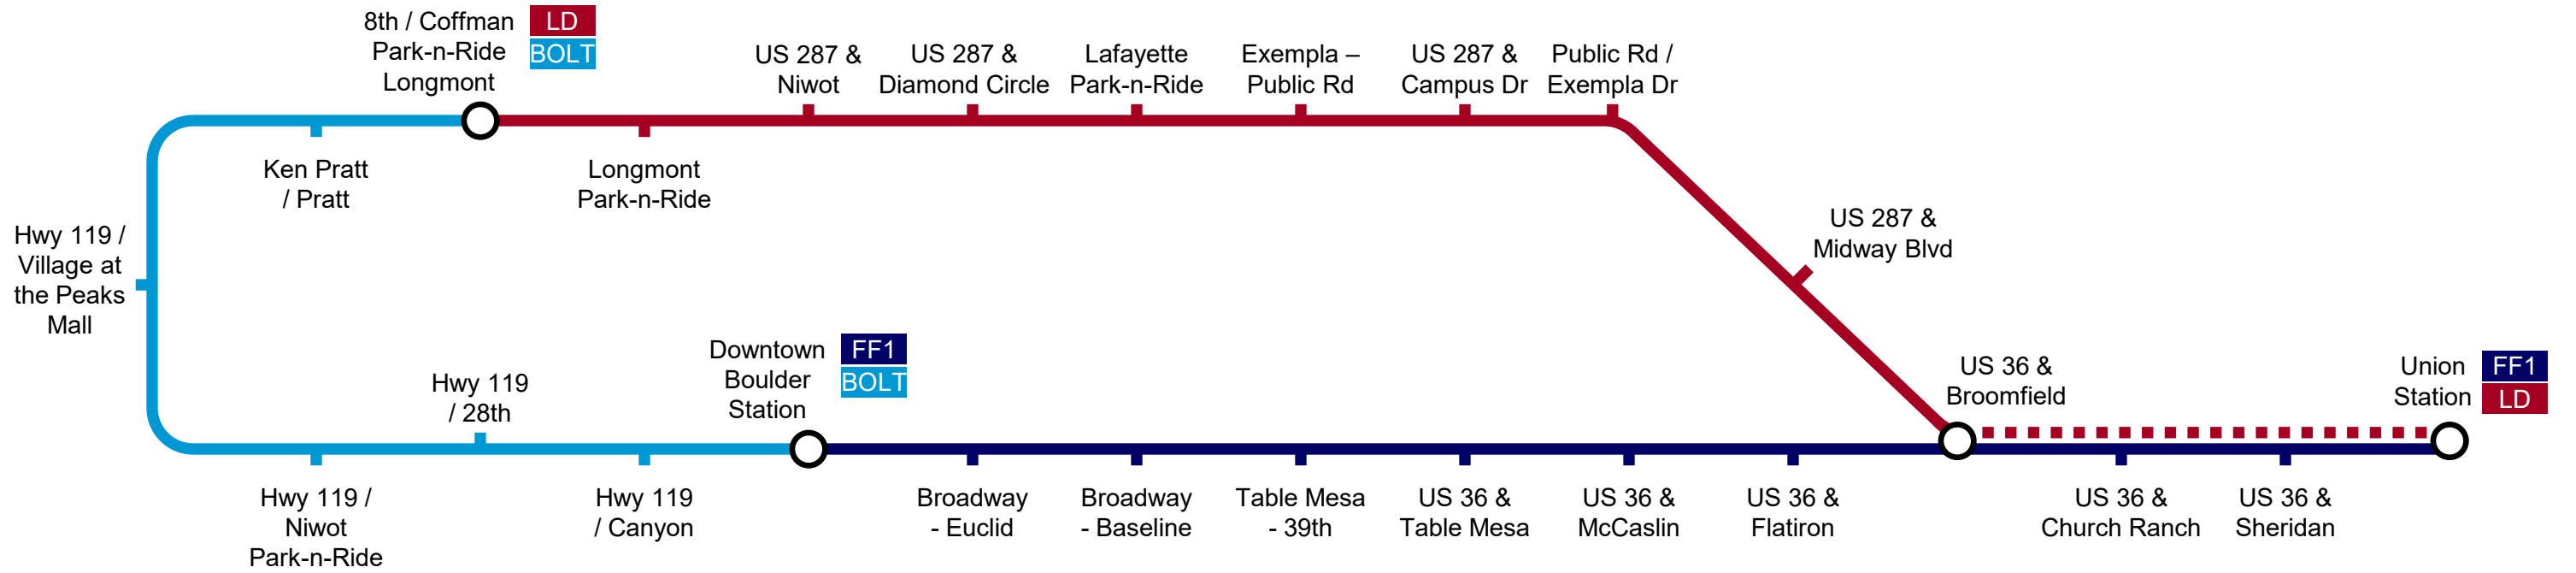 8th / Coffman
Park-n-Ride
Longmont
LD
BOLT
US 287 &
Niwot
US 287 &
Diamond Circle
Lafayette
Park-n-Ride
Exempla –
Public Rd
US 287 &
Campus Dr
Public Rd /
Exempla Dr
Ken Pratt
/ Pratt
Longmont
Park-n-Ride
Hwy 119 /
Village at
the Peaks
Mall
US 287 &
Midway Blvd
Hwy 119
/ 28th
Downtown
Boulder
Station
FF1
BOLT
US 36 &
Broomfield
Union
Station
FF1
LD
Hwy 119 /
Niwot
Park-n-Ride
Hwy 119
/ Canyon
Broadway
- Euclid
Broadway
- Baseline
Table Mesa
- 39th
US 36 &
Table Mesa
US 36 &
McCaslin
US 36 &
Flatiron
US 36 &
Church Ranch
US 36 &
Sheridan